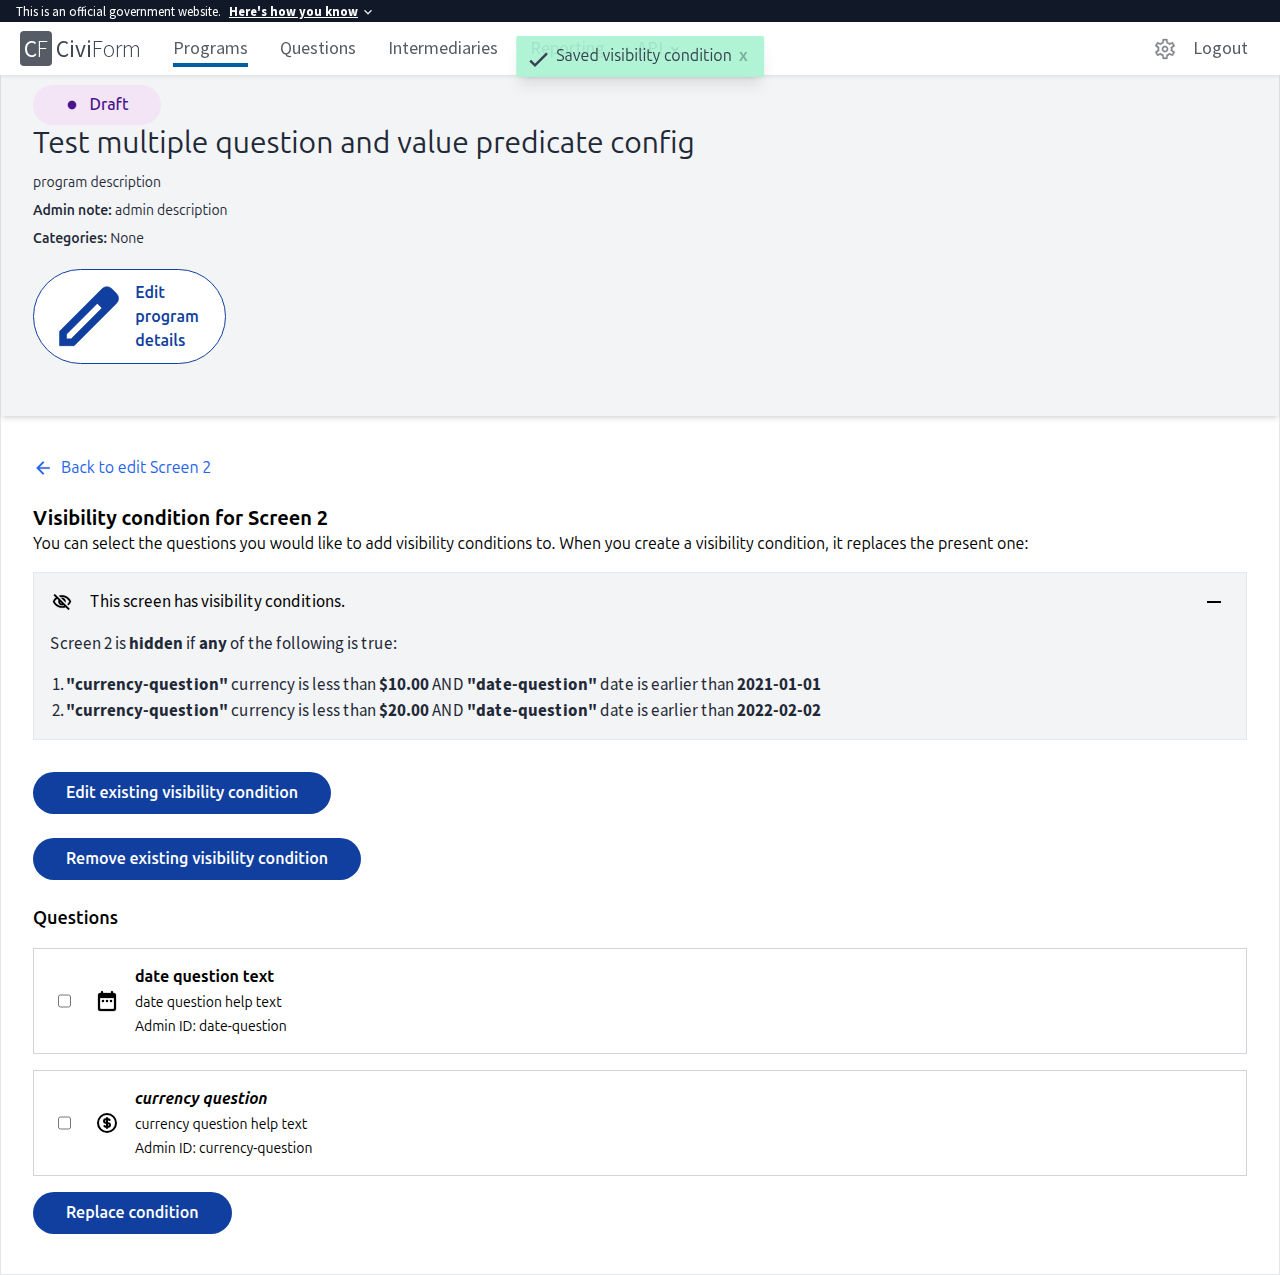 This is an official government website. Here's how you know
CF CiviForm Programs Questions Intermediaries Reporting API Logout
Saved visibility condition x
Draft
Test multiple question and value predicate config
program description
Admin note: admin description
Categories: None
Edit
program
details
Back to edit Screen 2
Visibility condition for Screen 2
You can select the questions you would like to add visibility conditions to. When you create a visibility condition, it replaces the present one:
This screen has visibility conditions.
Screen 2 is hidden if any of the following is true:
1. "currency-question" currency is less than $10.00 AND "date-question" date is earlier than 2021-01-01
2. "currency-question" currency is less than $20.00 AND "date-question" date is earlier than 2022-02-02
Edit existing visibility condition
Remove existing visibility condition
Questions
date question text
date question help text
Admin ID: date-question
currency question
currency question help text
Admin ID: currency-question
Replace condition